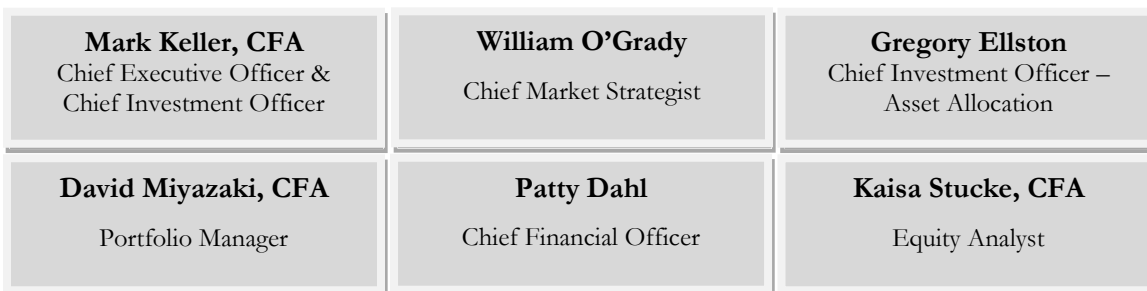 Mark Keller, CFA
Chief Executive Officer &
Chief Investment Officer
William O’Grady
Chief Market Strategist
Gregory Ellston
Chief Investment Officer –
Asset Allocation
David Miyazaki, CFA
Portfolio Manager
Patty Dahl
Chief Financial Officer
Kaisa Stucke, CFA
Equity Analyst